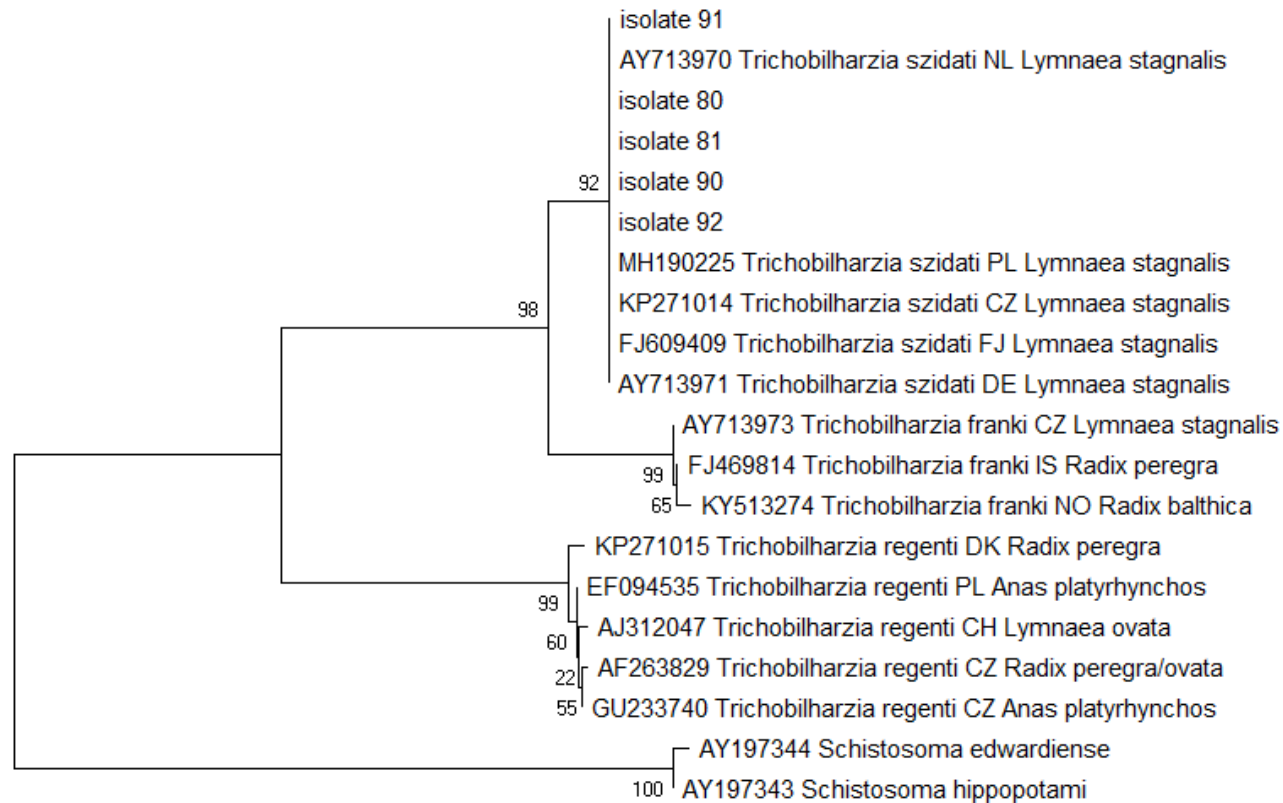 isolate 91
AY713970 Trichobilharzia szidati NL Lymnaea stagnalis
isolate 80
isolate 81
92 isolate 90
isolate 92
MH190225 Trichobilharzia szidati PL Lymnaea stagnalis
98 KP271014 Trichobilharzia szidati CZ Lymnaea stagnalis
FJ609409 Trichobilharzia szidati FJ Lymnaea stagnalis
AY713971 Trichobilharzia szidati DE Lymnaea stagnalis
AY713973 Trichobilharzia franki CZ Lymnaea stagnalis
99 FJ469814 Trichobilharzia franki IS Radix peregra
65 KY513274 Trichobilharzia franki NO Radix balthica
KP271015 Trichobilharzia regenti DK Radix peregra
EF094535 Trichobilharzia regenti PL Anas platyrhynchos
99
AJ312047 Trichobilharzia regenti CH Lymnaea ovata
60
AF263829 Trichobilharzia regenti CZ Radix peregra/ovata
22
55 GU233740 Trichobilharzia regenti CZ Anas platyrhynchos
AY197344 Schistosoma edwardiense
100 AY197343 Schistosoma hippopotami